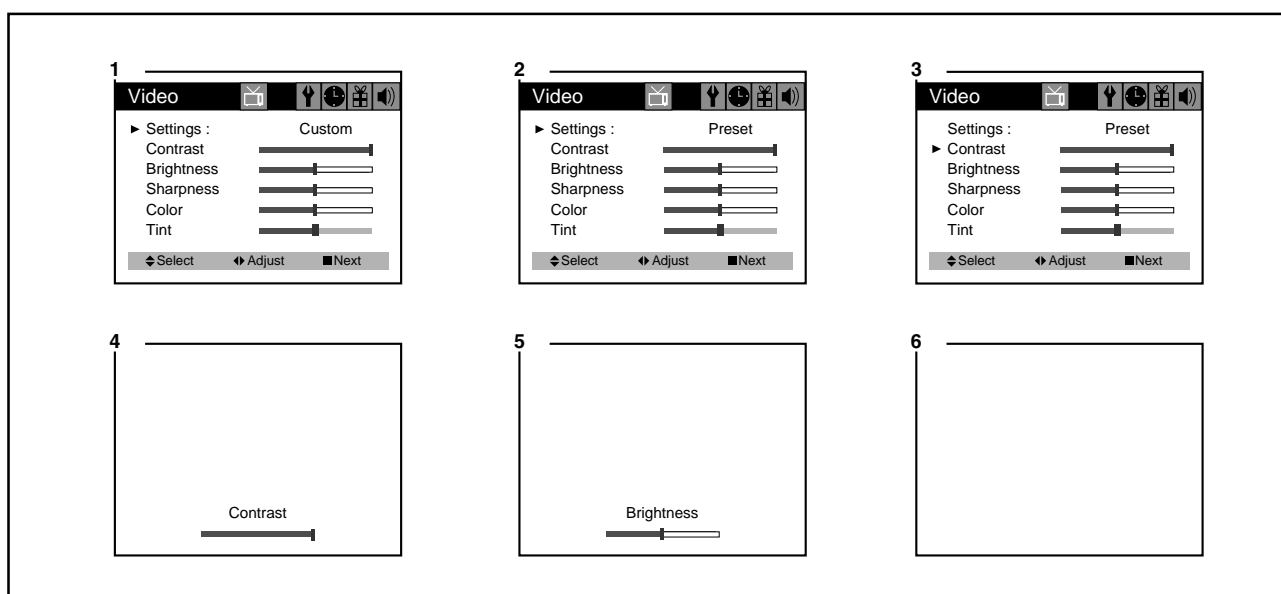 1
Video
► Settings : Custom
Contrast
Brightness
Sharpness
Color
Tint
Select Adjust Next
2
Video
► Settings : Preset
Contrast
Brightness
Sharpness
Color
Tint
Select Adjust Next
3
Video
Settings : Preset
► Contrast
Brightness
Sharpness
Color
Tint
Select Adjust Next
4
Contrast
5
Brightness
6